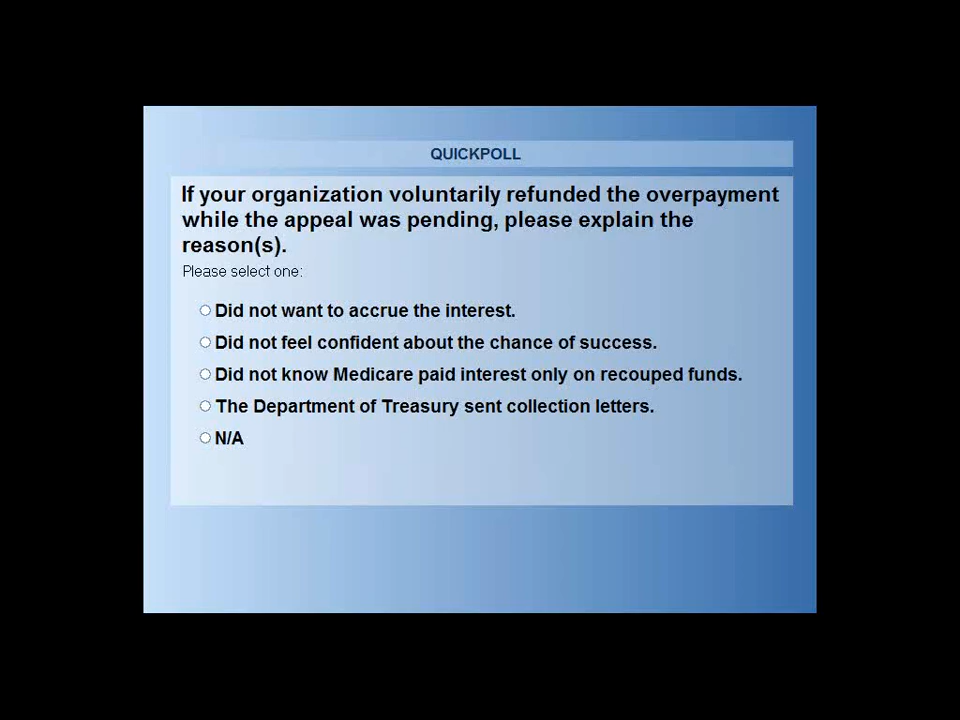 QUICKPOLL
If your organization voluntarily refunded the overpayment
while the appeal was pending, please explain the
reason(s).
Please select one:
Did not want to accrue the interest.
Did not feel confident about the chance of success.
Did not know Medicare paid interest only on recouped funds.
The Department of Treasury sent collection letters.
N/A